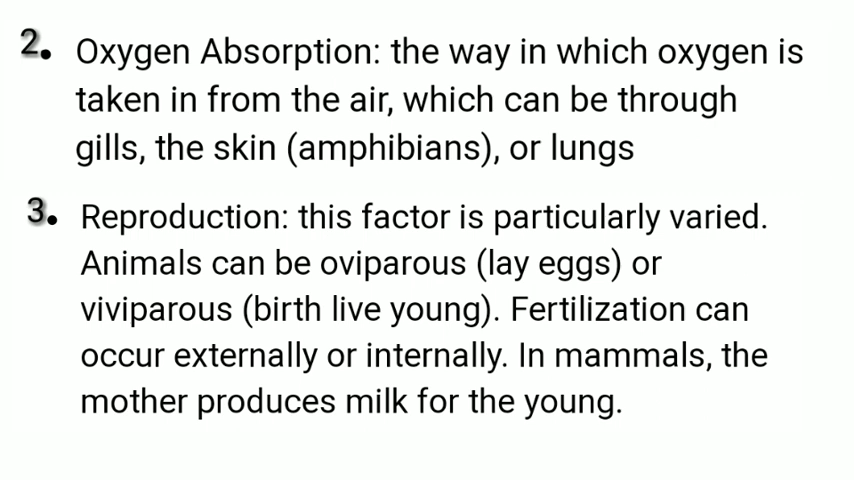 2. Oxygen Absorption: the way in which oxygen is
taken in from the air, which can be through
gills, the skin (amphibians), or lungs
3. Reproduction: this factor is particularly varied.
Animals can be oviparous (lay eggs) or
viviparous (birth live young). Fertilization can
occur externally or internally. In mammals, the
mother produces milk for the young.